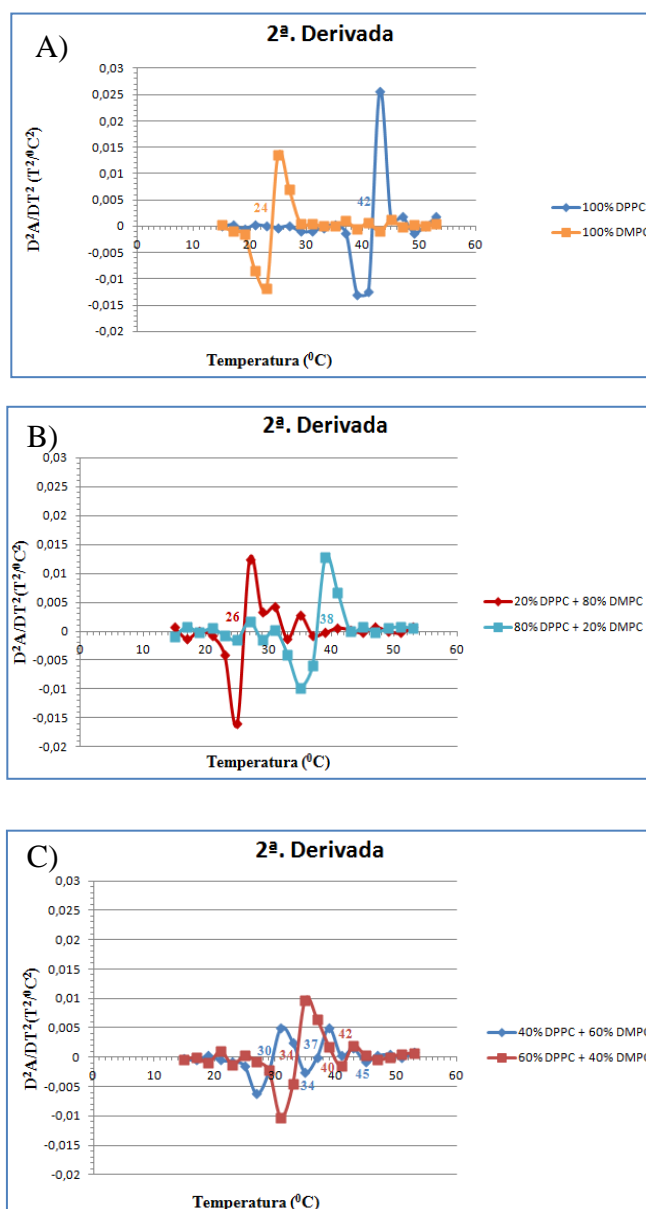 A)
2ª. Derivada
D²A/DT² (T²/⁰C²)
0,03
0,025
0,02
0,015
0,01
0,005
0
-0,005
-0,01
-0,015
-0,02
0 10 20 30 40 50 60
24
42
100% DPPC
100% DMPC
Temperatura (⁰C)
B)
2ª. Derivada
D²A/DT²(T²/⁰C²)
0,03
0,025
0,02
0,015
0,01
0,005
0
-0,005
-0,01
-0,015
-0,02
0 10 20 30 40 50 60
26
38
20% DPPC + 80% DMPC
80% DPPC + 20% DMPC
Temperatura (⁰C)
C)
2ª. Derivada
D²A/DT²(T²/⁰C²)
0,03
0,025
0,02
0,015
0,01
0,005
0
-0,005
-0,01
-0,015
-0,02
0 10 20 30 40 50 60
30
34
37
42
34
40
45
40% DPPC + 60% DMPC
60% DPPC + 40% DMPC
Temperatura (⁰C)